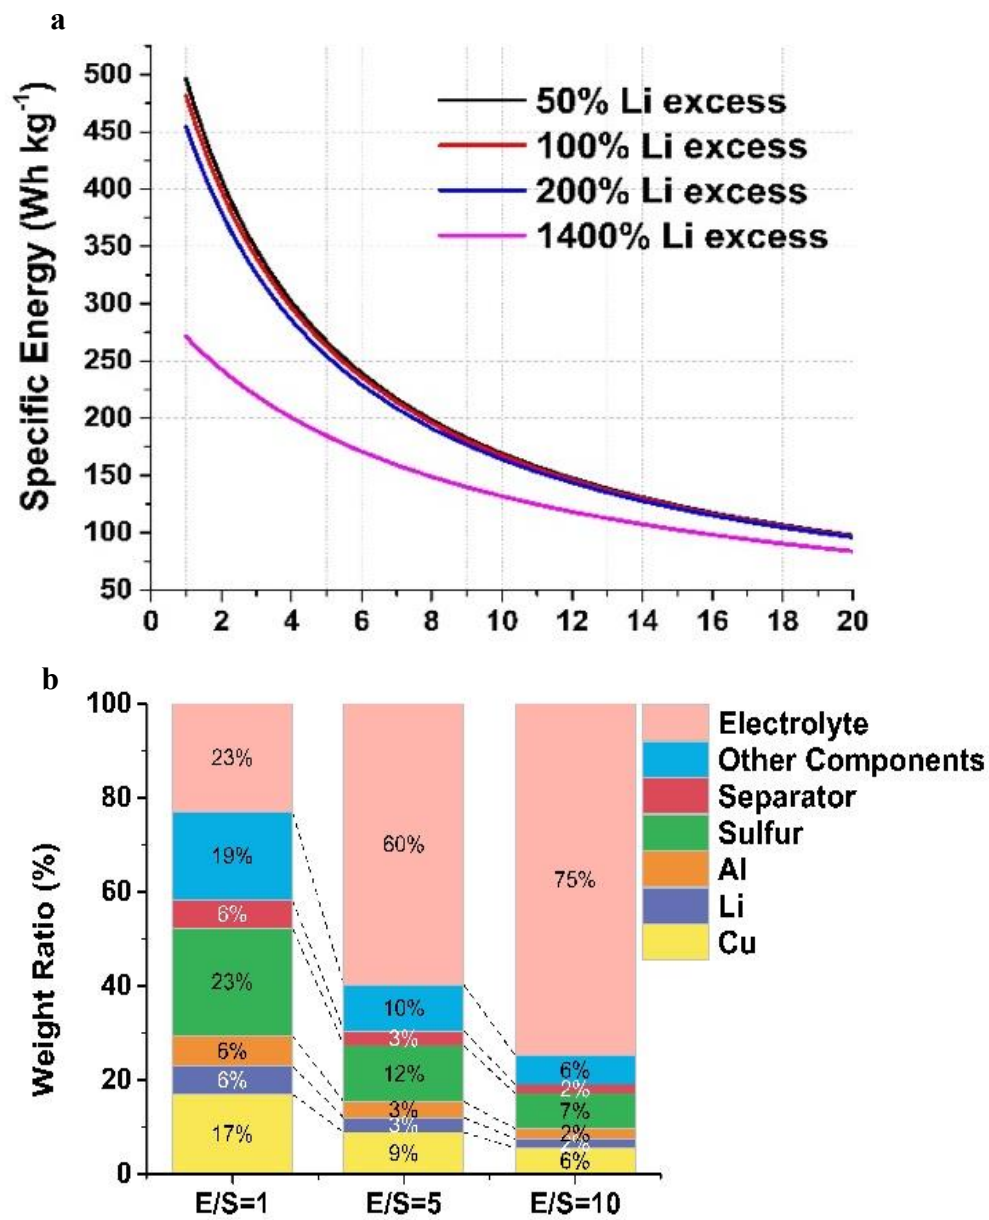 a
500
450
400
350
300
250
200
150
100
50
Specific Energy (Wh kg⁻¹)
50% Li excess
100% Li excess
200% Li excess
1400% Li excess
0 2 4 6 8 10 12 14 16 18 20
b
100
80
60
40
20
0
Weight Ratio (%)
23%
19%
6%
23%
6%
6%
17%
60%
10%
3%
12%
3%
3%
9%
75%
6%
2%
7%
2%
2%
6%
Electrolyte
Other Components
Separator
Sulfur
Al
Li
Cu
E/S=1 E/S=5 E/S=10